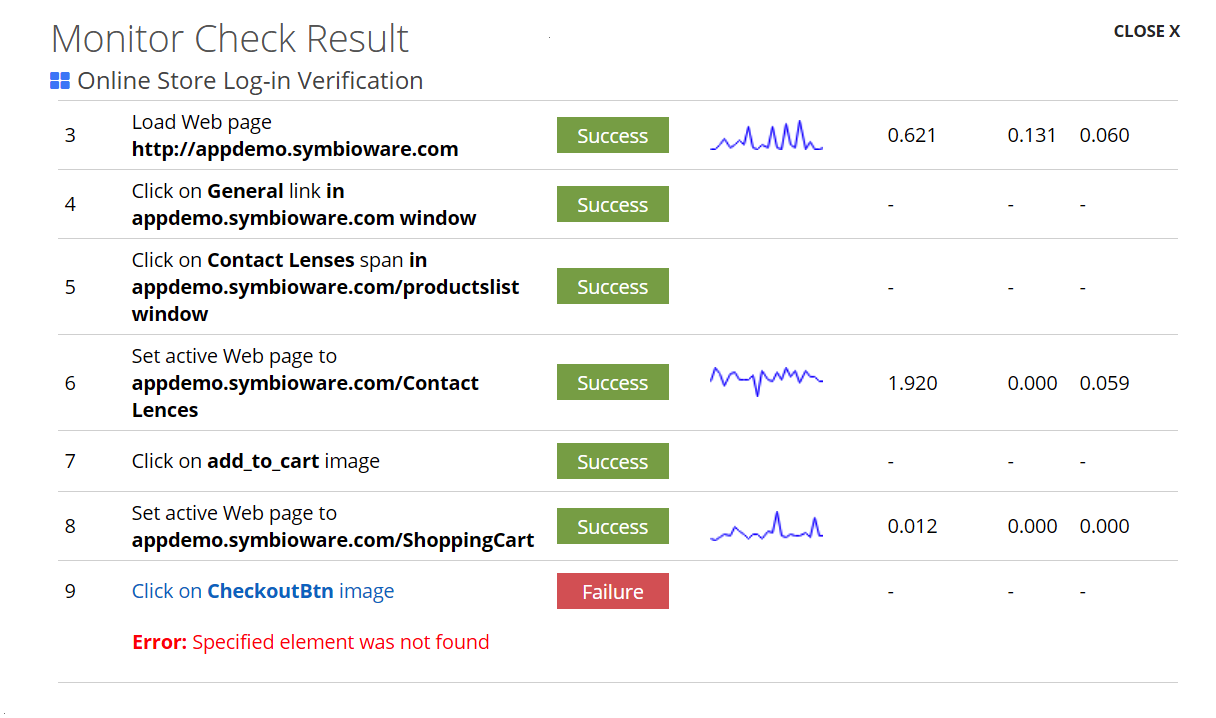 Monitor Check Result
CLOSE X
Online Store Log-in Verification
3
Load Web page
http://appdemo.symbioware.com
Success
0.621
0.131
0.060
4
Click on General link in
appdemo.symbioware.com window
Success
-
-
-
5
Click on Contact Lenses span in
appdemo.symbioware.com/productslist
window
Success
-
-
-
6
Set active Web page to
appdemo.symbioware.com/Contact
Lences
Success
1.920
0.000
0.059
7
Click on add_to_cart image
Success
-
-
-
8
Set active Web page to
appdemo.symbioware.com/ShoppingCart
Success
0.012
0.000
0.000
9
Click on CheckoutBtn image
Failure
-
-
-
Error: Specified element was not found